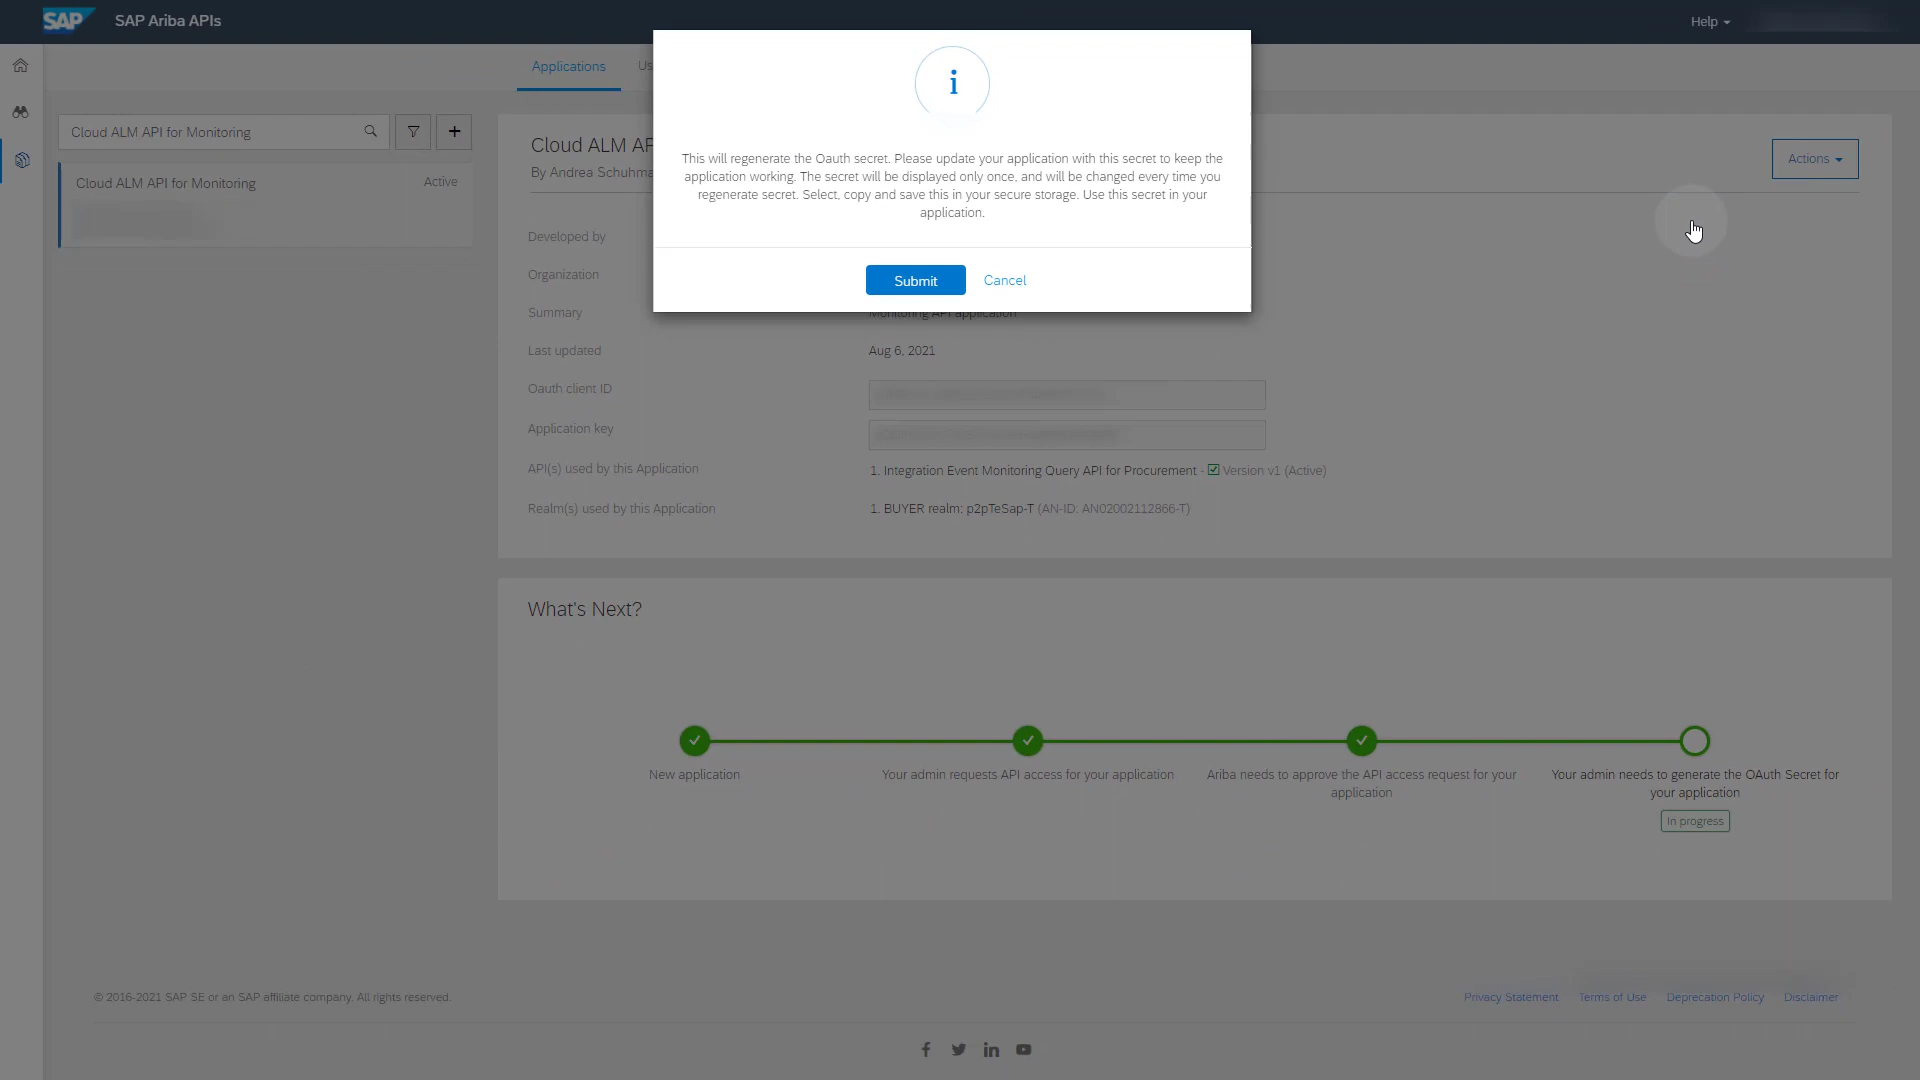 SAP SAP Ariba APIs
Help
Applications
Cloud ALM API for Monitoring
Cloud ALM API for Monitoring
Active
Cloud ALM
By Andrea
Developed by
Organization
Summary
Monitoring API application
Last updated
Aug 6, 2021
Oauth client ID
Application key
API(s) used by this Application
1. Integration Event Monitoring Query API for Procurement - Version v1 (Active)
Realm(s) used by this Application
1. BUYER realm: p2pTeSap-T (AN-ID: AN02002112866-T)
Actions
i
This will regenerate the Oauth secret. Please update your application with this secret to keep the
application working. The secret will be displayed only once, and will be changed every time you
regenerate secret. Select, copy and save this in your secure storage. Use this secret in your
application.
Submit
Cancel
What's Next?
New application
Your admin requests API access for your application
Ariba needs to approve the API access request for your
application
Your admin needs to generate the OAuth Secret for
your application
In progress
© 2016-2021 SAP SE or an SAP affiliate company. All rights reserved.
Privacy Statement
Terms of Use
Deprecation Policy
Disclaimer